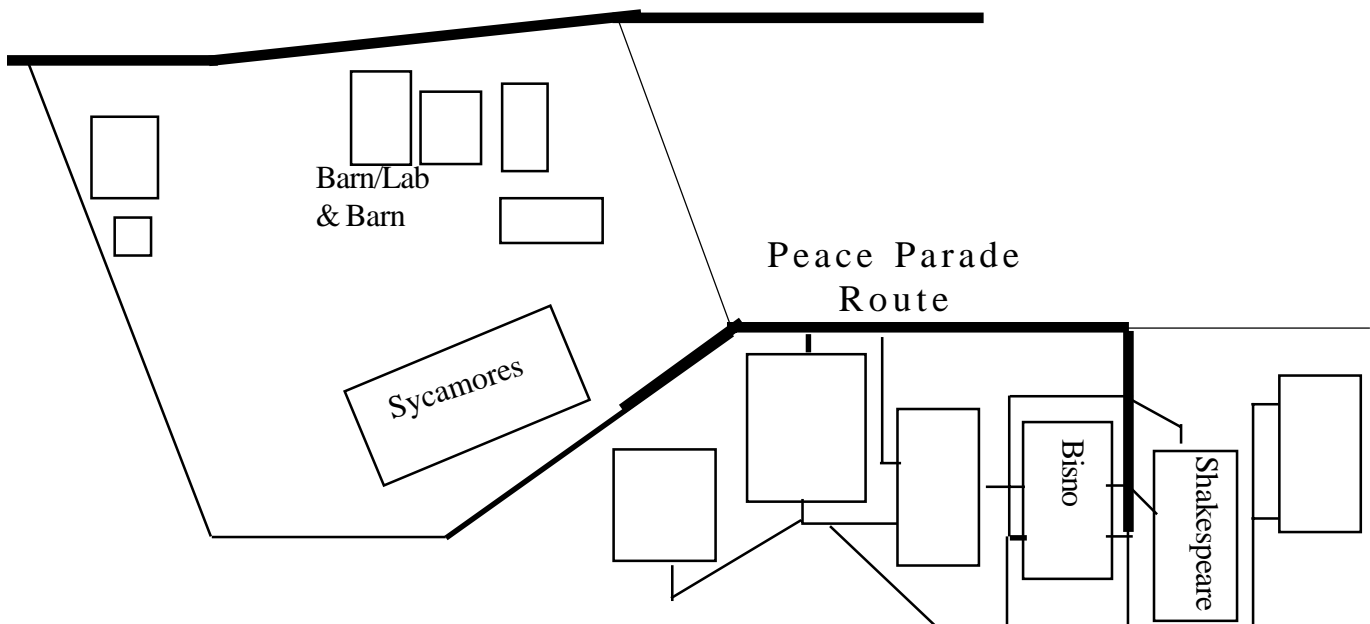 Barn/Lab
& Barn
Peace Parade
Route
Sycamores
Bisno
Shakespeare